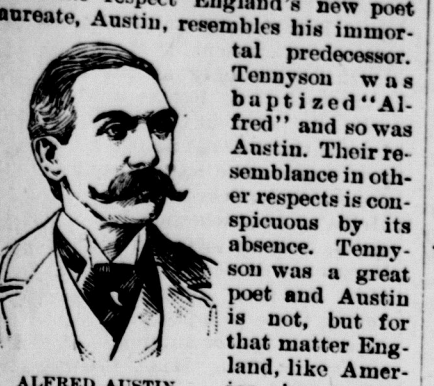 respect England's new poet
laureate, Austin, resembles his immor-
tal predecessor.
Tennyson was
baptized "Al-
fred" and so was
Austin. Their re-
semblance in oth-
er respects is con-
spicuous by its
absence. Tenny-
son was a great
poet and Austin
is not, but for
that matter Eng-
land, like Amer-
ALFRED AUSTIN